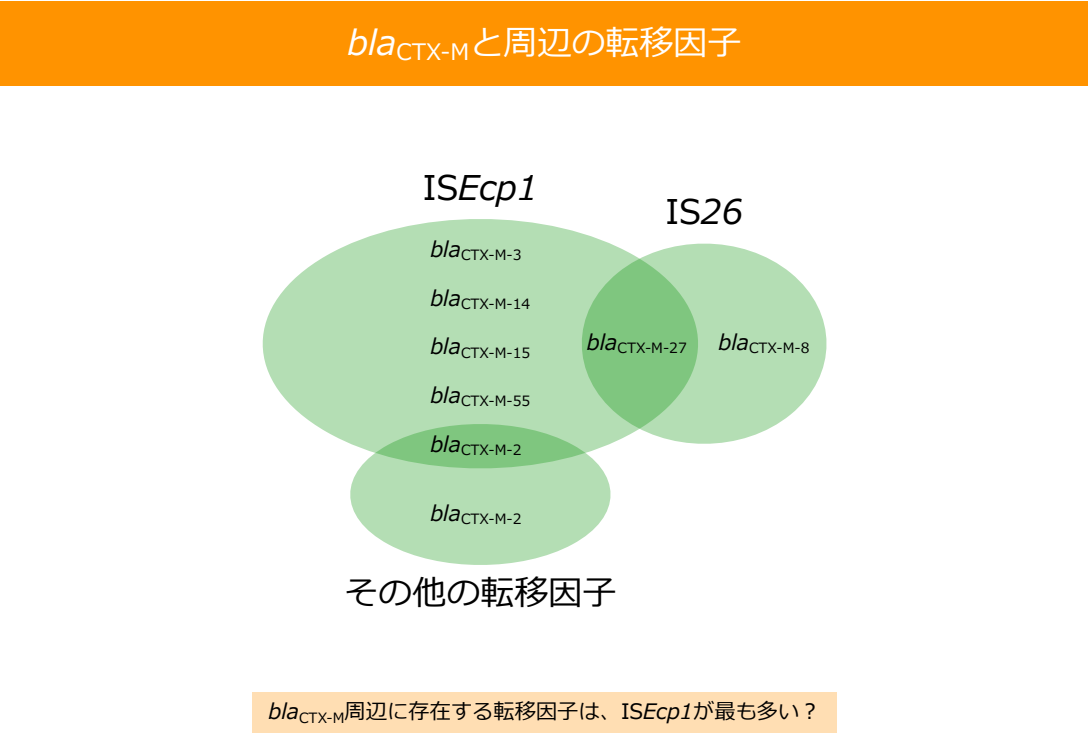 blaCTX-Mと周辺の転移因子
ISEcp1
IS26
blaCTX-M-3
blaCTX-M-14
blaCTX-M-15
blaCTX-M-27
blaCTX-M-8
blaCTX-M-55
blaCTX-M-2
blaCTX-M-2
その他の転移因子
blaCTX-M周辺に存在する転移因子は、ISEcp1が最も多い？